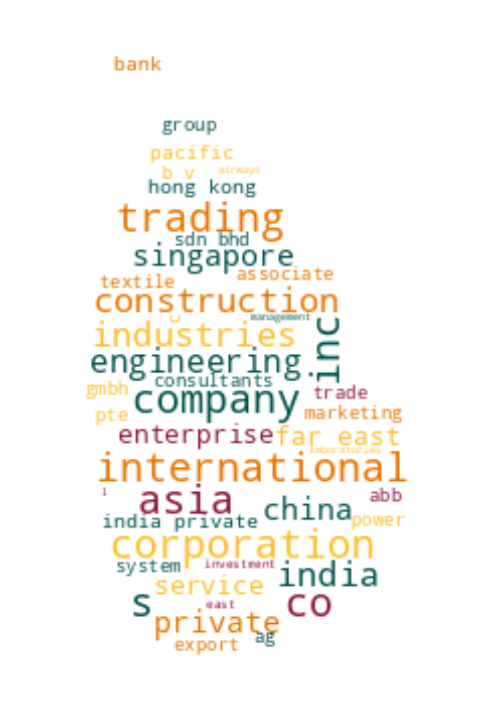 bank
group
pacific
b v airways
hong kong
trading
sdn bhd
singapore
associate
textile
construction
c management
industries
inc
engineering
consultants
gmbh company trade
pte marketing
enterprise far east
laboratories
international
i asia abb
china
india private power
corporation
system investment
india
service
s east co
private
ag
export